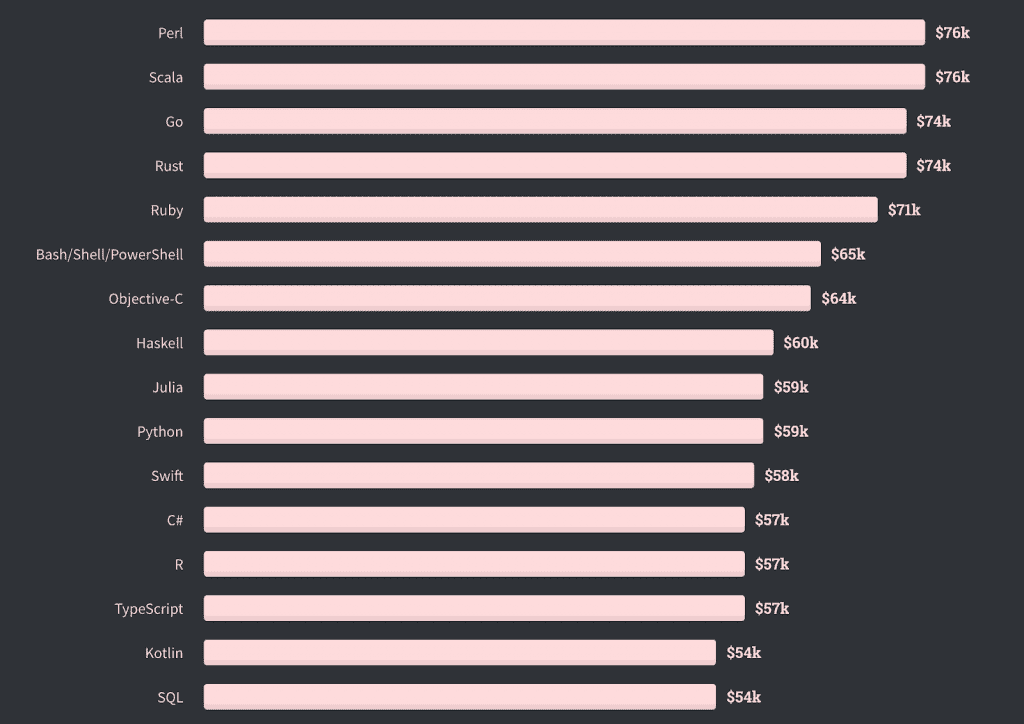 Perl $76k
Scala $76k
Go $74k
Rust $74k
Ruby $71k
Bash/Shell/PowerShell $65k
Objective-C $64k
Haskell $60k
Julia $59k
Python $59k
Swift $58k
C# $57k
R $57k
TypeScript $57k
Kotlin $54k
SQL $54k